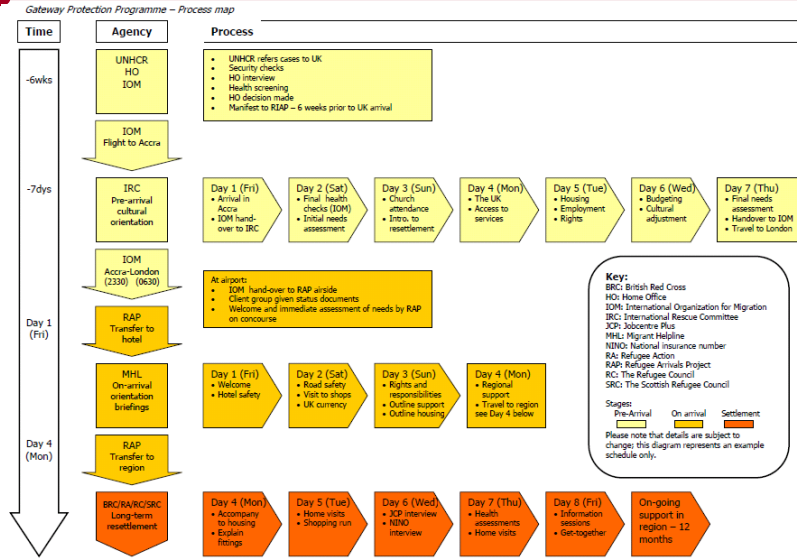 Gateway Protection Programme – Process map
Time
Agency
Process
-6wks
UNHCR
HO
IOM
• UNHCR refers cases to UK
• Security checks
• HO interview
• Health screening
• HO decision made
• Manifest to RIAP – 6 weeks prior to UK arrival
IOM
Flight to Accra
-7dys
IRC
Pre-arrival
cultural
orientation
Day 1 (Fri)
• Arrival in
Accra
• IOM hand-
over to IRC
Day 2 (Sat)
• Final health
checks (IOM)
• Initial needs
assessment
Day 3 (Sun)
• Church
attendance
• Intro. to
resettlement
Day 4 (Mon)
• The UK
• Access to
services
Day 5 (Tue)
• Housing
• Employment
• Rights
Day 6 (Wed)
• Budgeting
• Cultural
adjustment
Day 7 (Thu)
• Final needs
assessment
• Handover to IOM
• Travel to London
IOM
Accra-London
(2330) (0630)
At airport:
• IOM hand-over to RAP airside
• Client group given status documents
• Welcome and immediate assessment of needs by RAP
on concourse
Day 1
(Fri)
RAP
Transfer to
hotel
MHL
On-arrival
orientation
briefings
Day 1 (Fri)
• Welcome
• Hotel safety
Day 2 (Sat)
• Road safety
• Visit to shops
• UK currency
Day 3 (Sun)
• Rights and
responsibilities
• Outline support
• Outline housing
Day 4 (Mon)
• Regional
support
• Travel to region
see Day 4 below
Day 4
(Mon)
RAP
Transfer to
region
BRC/RA/RC/SRC
Long-term
resettlement
Day 4 (Mon)
• Accompany
to housing
• Explain
fittings
Day 5 (Tue)
• Home visits
• Shopping run
Day 6 (Wed)
• JCP interview
• NINO
interview
Day 7 (Thu)
• Health
assessments
• Home visits
Day 8 (Fri)
• Information
sessions
• Get-together
On-going
support in
region – 12
months
Key:
BRC: British Red Cross
HO: Home Office
IOM: International Organization for Migration
IRC: International Rescue Committee
JCP: Jobcentre Plus
MHL: Migrant Helpline
NINO: National insurance number
RA: Refugee Action
RAP: Refugee Arrivals Project
RC: The Refugee Council
SRC: The Scottish Refugee Council
Stages:
Pre-Arrival On arrival Settlement
Please note that details are subject to
change; this diagram represents an example
schedule only.